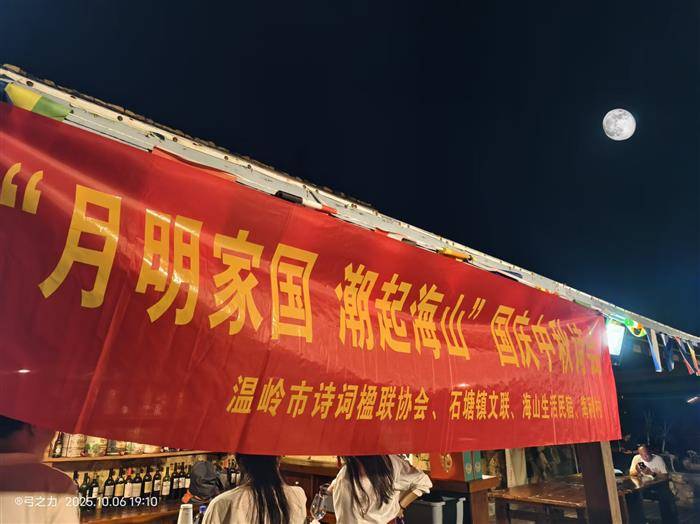 “月明家国 潮起海山”国庆中秋诗会
温岭市诗词楹联协会、石塘镇文联、海山生活民宿、
©弓之力 2025.10.06 19:10